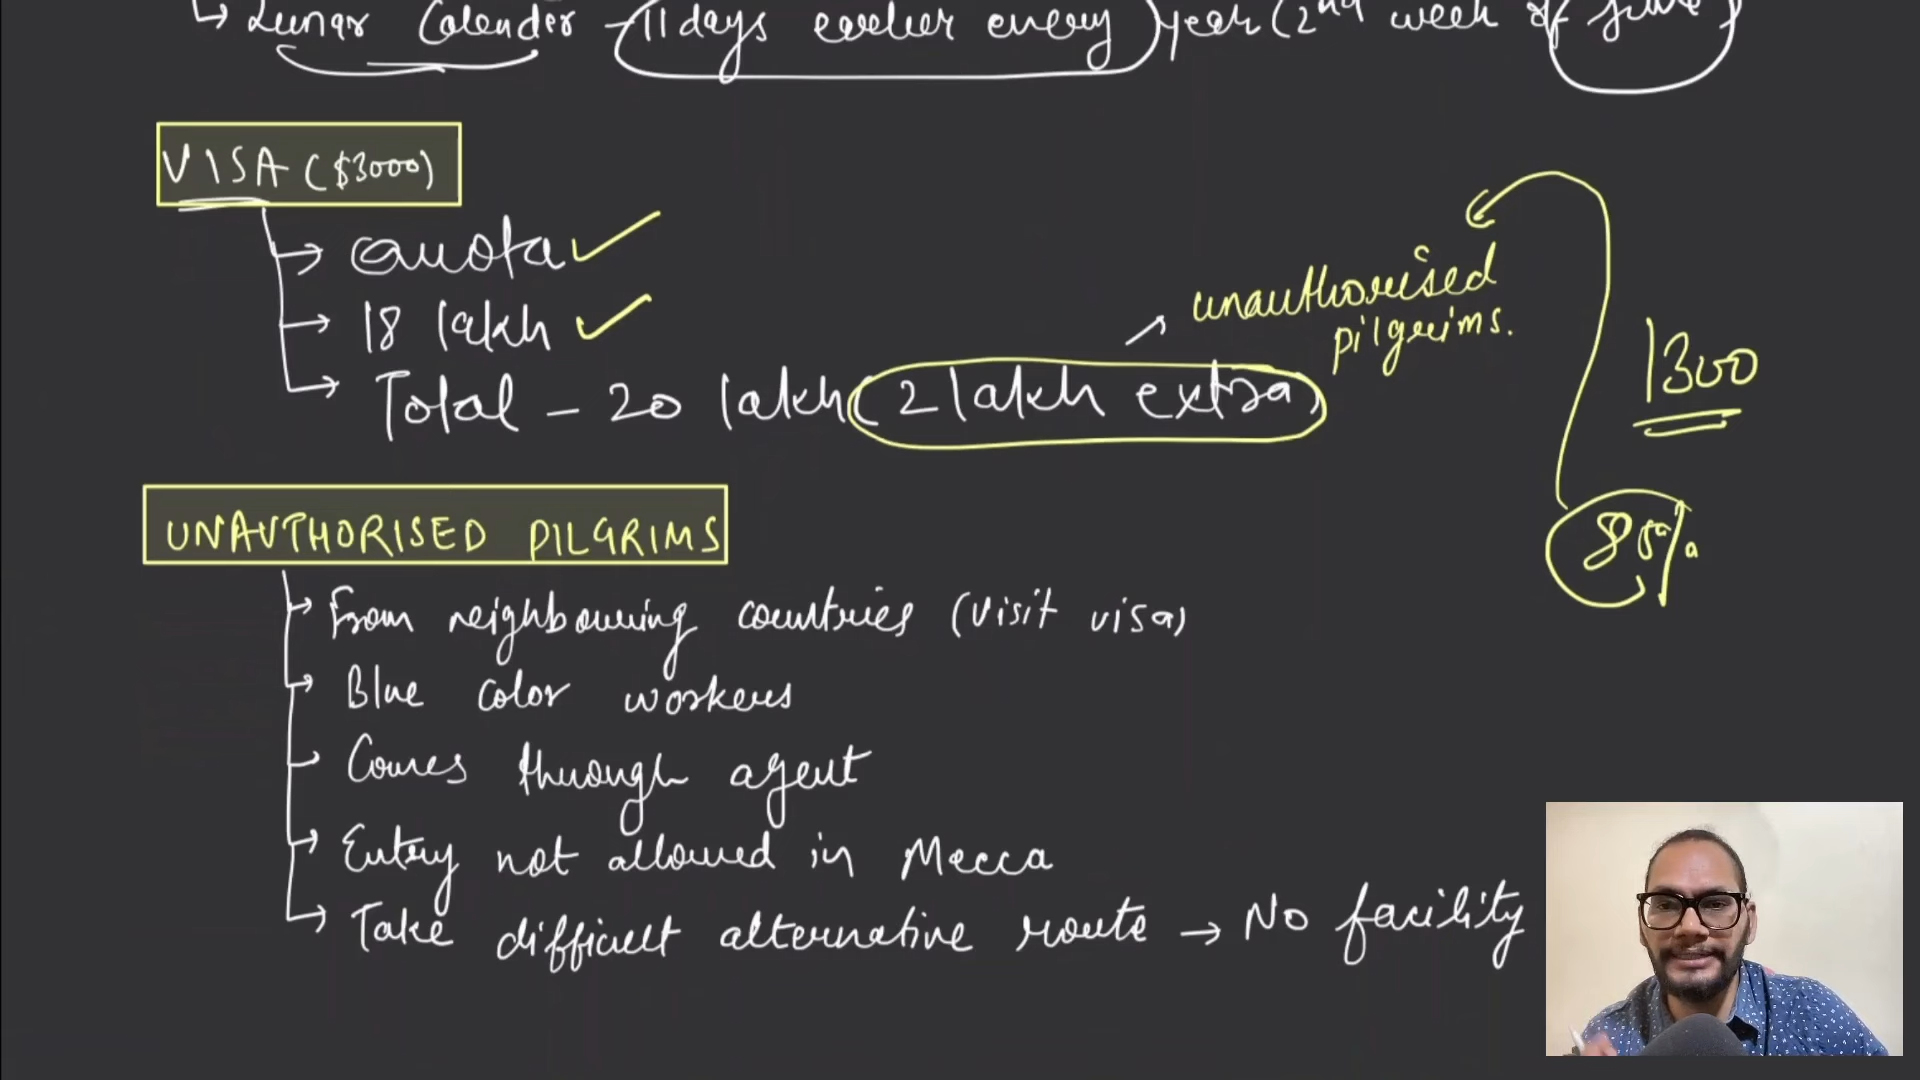 ↳ Lunar Calender - 11 days earlier every year (2nd week of June)
VISA ($3000)
→ Quota ✓
→ 18 lakh ✓
unauthorised
pilgrims.
1300
→ Total - 20 lakh (2 lakh extra)
UNAUTHORISED PILGRIMS
80%
→ From neighbouring countries (visit visa)
→ Blue color workers
→ Comes through agent
→ Entry not allowed in Mecca
→ Take difficult alternative route → No facility